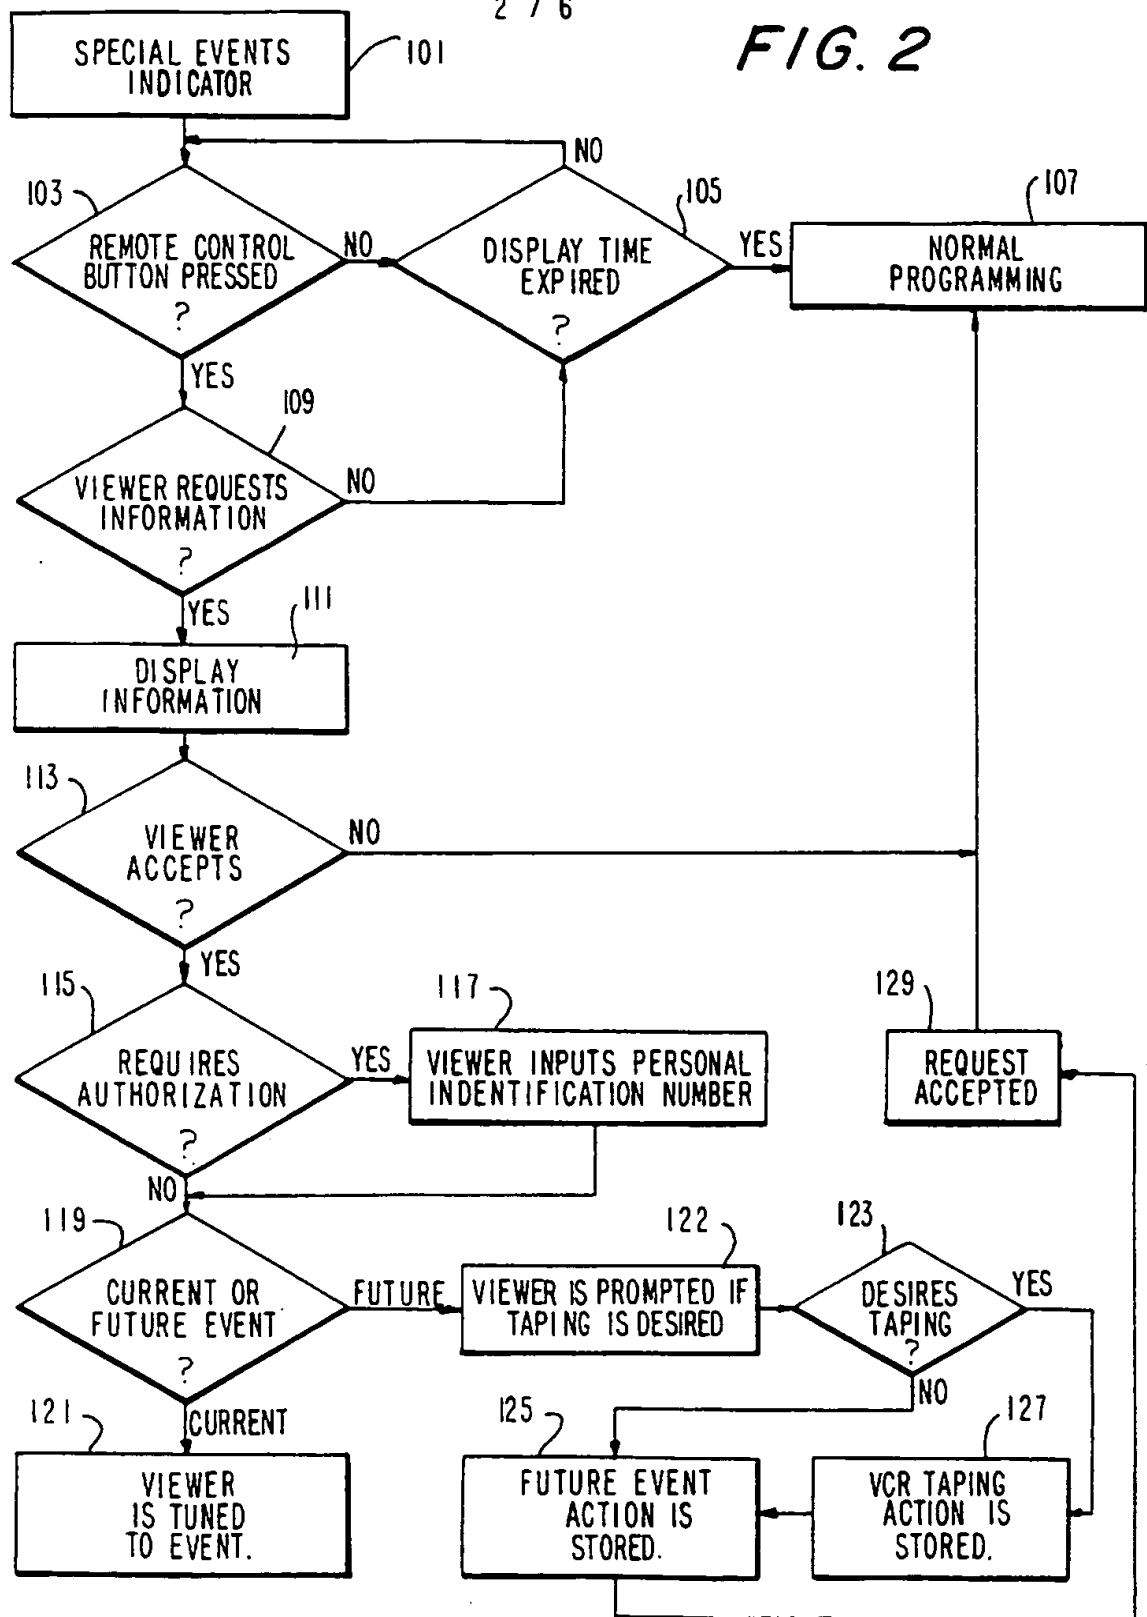 2 / 6
FIG. 2
SPECIAL EVENTS
INDICATOR
101
NO
103
REMOTE CONTROL
BUTTON PRESSED
?
NO
105
DISPLAY TIME
EXPIRED
?
YES
107
NORMAL
PROGRAMMING
YES
109
VIEWER REQUESTS
INFORMATION
?
NO
YES
111
DISPLAY
INFORMATION
113
VIEWER
ACCEPTS
?
NO
YES
115
REQUIRES
AUTHORIZATION
?
YES
117
VIEWER INPUTS PERSONAL
INDENTIFICATION NUMBER
129
REQUEST
ACCEPTED
NO
119
CURRENT OR
FUTURE EVENT
?
FUTURE
122
VIEWER IS PROMPTED IF
TAPING IS DESIRED
123
DESIRES
TAPING
?
YES
NO
CURRENT
121
VIEWER
IS TUNED
TO EVENT.
125
FUTURE EVENT
ACTION IS
STORED.
127
VCR TAPING
ACTION IS
STORED.